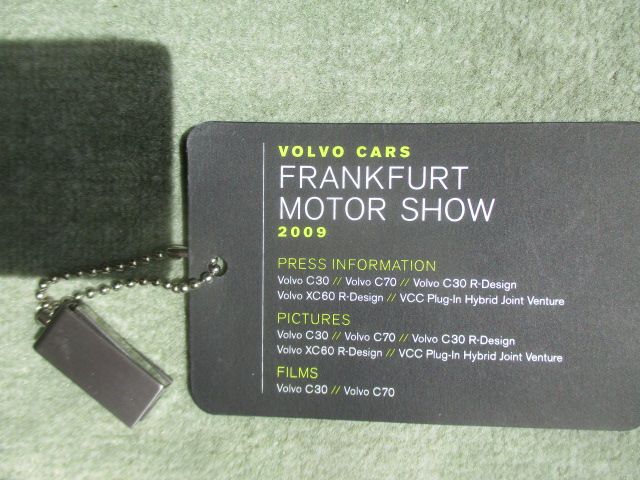 VOLVO CARS
FRANKFURT
MOTOR SHOW
2009
PRESS INFORMATION
Volvo C30 // Volvo C70 // Volvo C30 R-Design
Volvo XC60 R-Design // VCC Plug-In Hybrid Joint Venture
PICTURES
Volvo C30 // Volvo C70 // Volvo C30 R-Design
Volvo XC60 R-Design // VCC Plug-In Hybrid Joint Venture
FILMS
Volvo C30 // Volvo C70